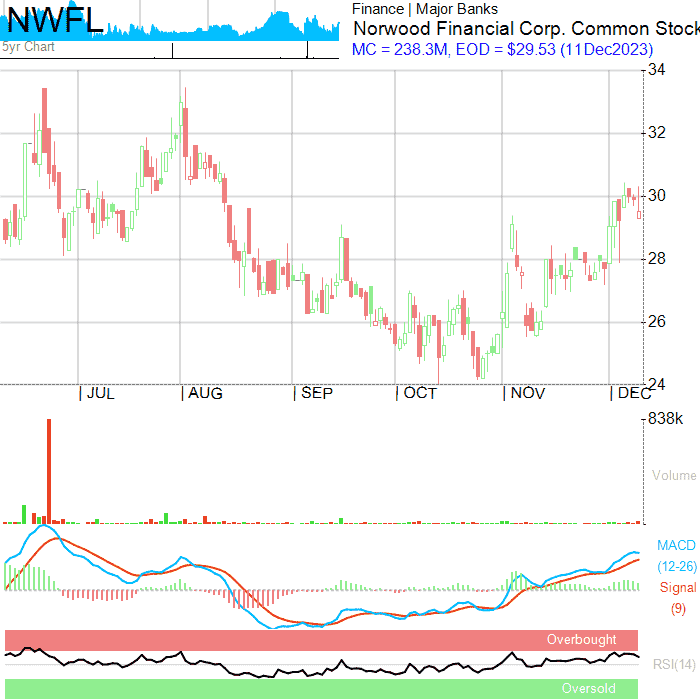 NWFL
5yr Chart
Finance | Major Banks
Norwood Financial Corp. Common Stock
MC = 238.3M, EOD = $29.53 (11Dec2023)
34
32
30
28
26
24
JUL AUG SEP OCT NOV DEC
838k
Volume
MACD
(12-26)
Signal
(9)
Overbought
RSI(14)
Oversold